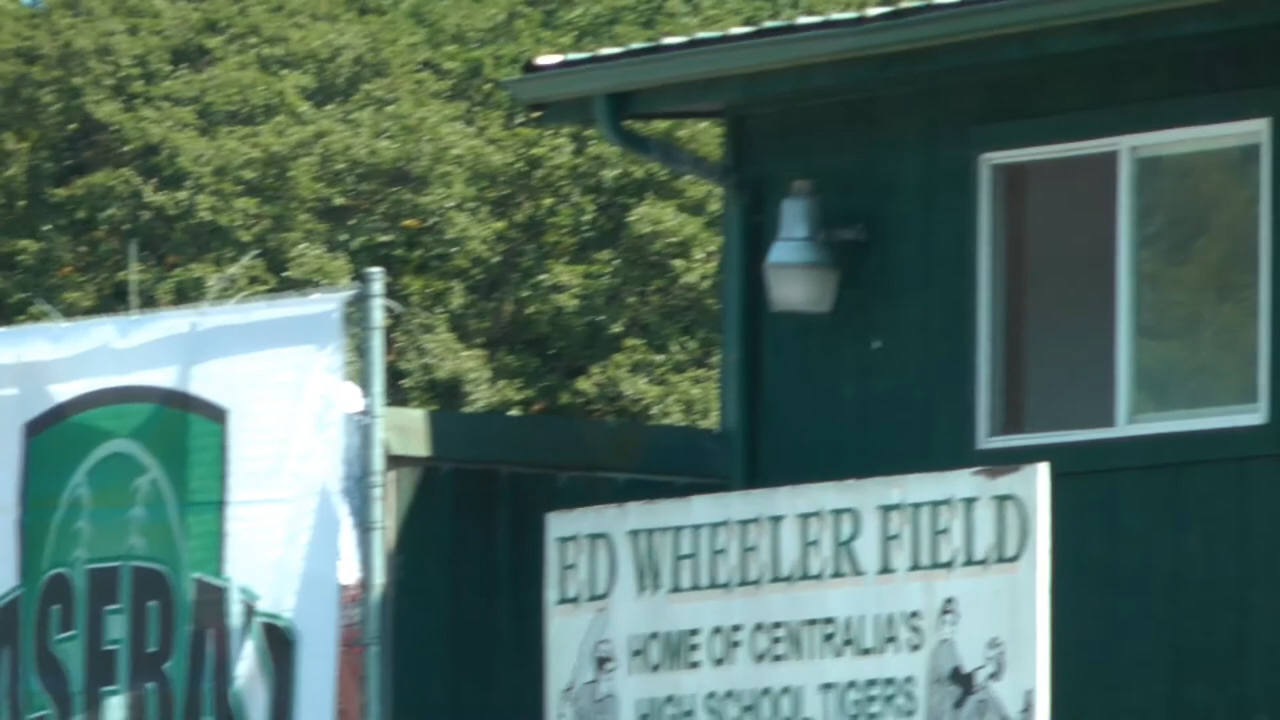 ED WHEELER FIELD
HOME OF CENTRALIA'S
HIGH SCHOOL TIGERS